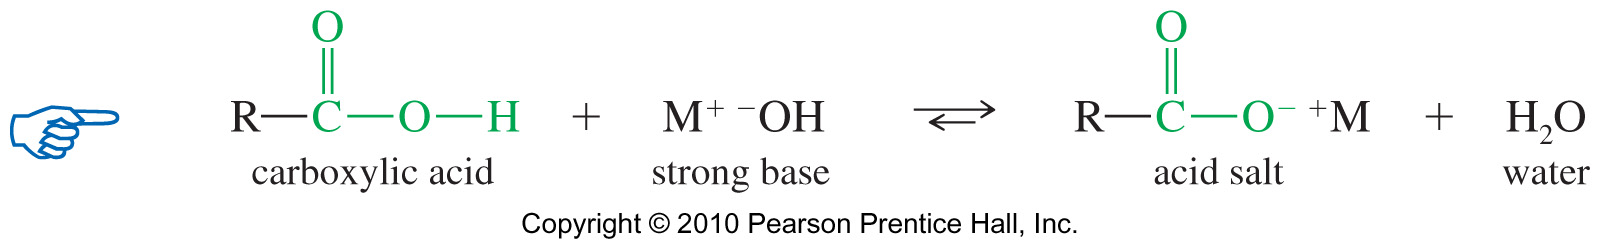 O O
R—C—O—H + M⁺ ⁻OH ⇌ R—C—O⁻ ⁺M + H₂O
carboxylic acid strong base acid salt water
Copyright © 2010 Pearson Prentice Hall, Inc.